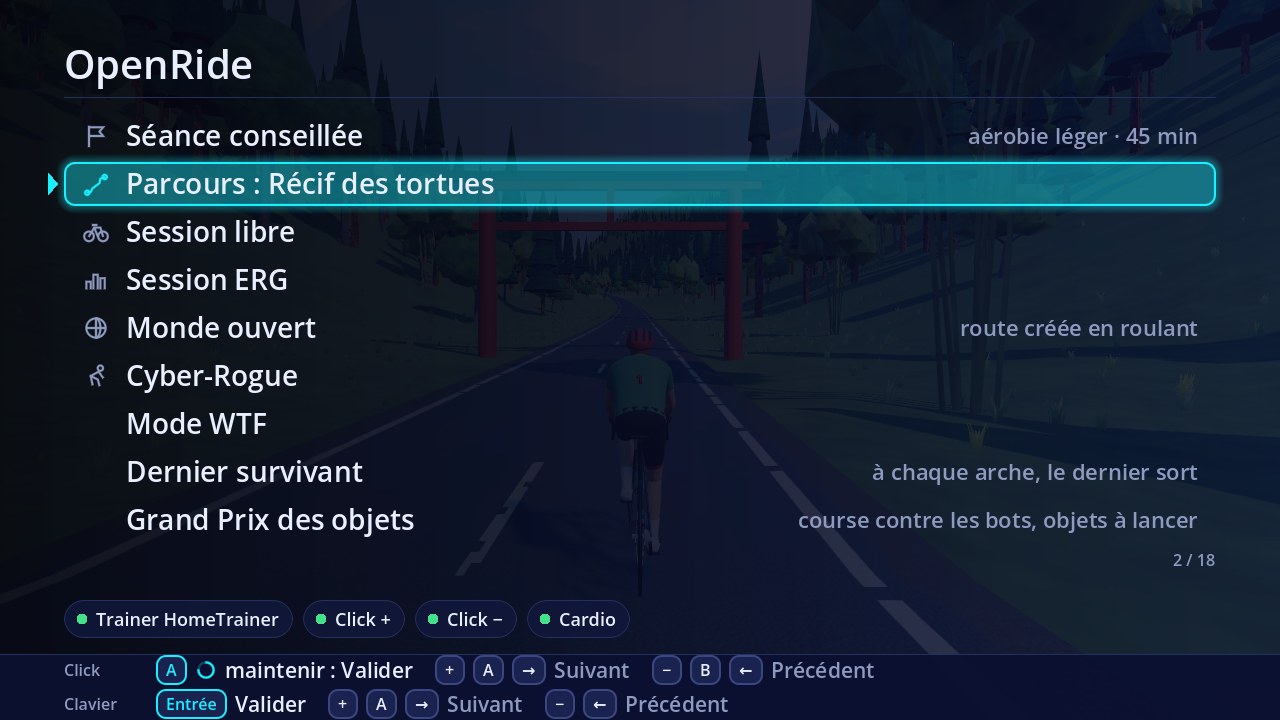 OpenRide
Séance conseillée aérobie léger · 45 min
Parcours : Récif des tortues
Session libre
Session ERG
Monde ouvert route créée en roulant
Cyber-Rogue
Mode WTF
Dernier survivant à chaque arche, le dernier sort
Grand Prix des objets course contre les bots, objets à lancer
2 / 18
Trainer HomeTrainer Click + Click − Cardio
Click A maintenir : Valider + A → Suivant − B ← Précédent
Clavier Entrée Valider + A → Suivant − ← Précédent